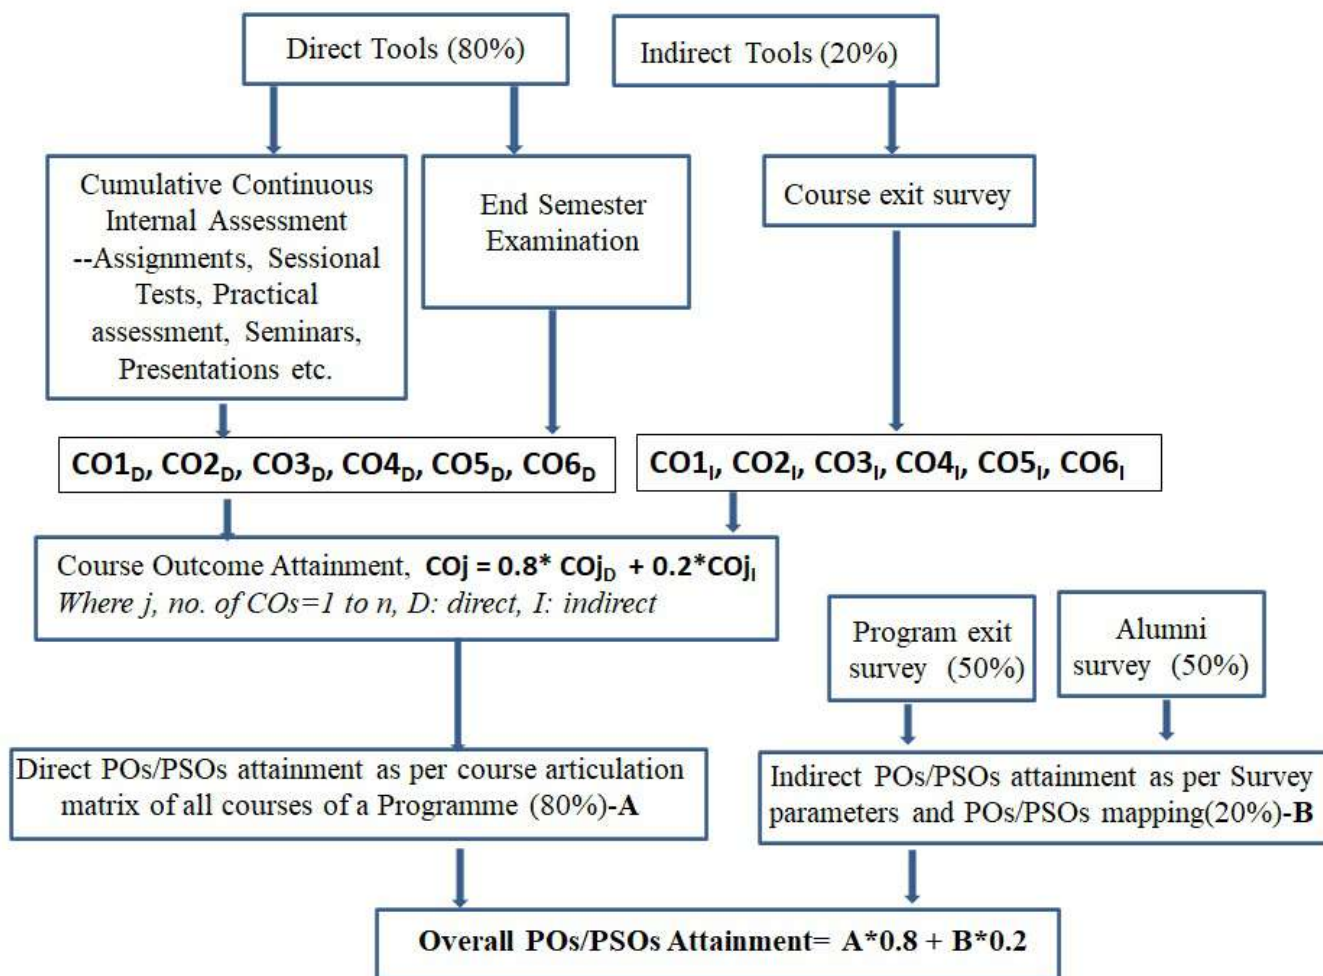 Direct Tools (80%)
Indirect Tools (20%)
Cumulative Continuous
Internal Assessment
--Assignments, Sessional
Tests, Practical
assessment, Seminars,
Presentations etc.
End Semester
Examination
Course exit survey
CO1D, CO2D, CO3D, CO4D, CO5D, CO6D
CO1I, CO2I, CO3I, CO4I, CO5I, CO6I
Course Outcome Attainment, COj = 0.8* COjD + 0.2*COjI
Where j, no. of COs=1 to n, D: direct, I: indirect
Program exit
survey (50%)
Alumni
survey (50%)
Direct POs/PSOs attainment as per course articulation
matrix of all courses of a Programme (80%)-A
Indirect POs/PSOs attainment as per Survey
parameters and POs/PSOs mapping(20%)-B
Overall POs/PSOs Attainment= A*0.8 + B*0.2